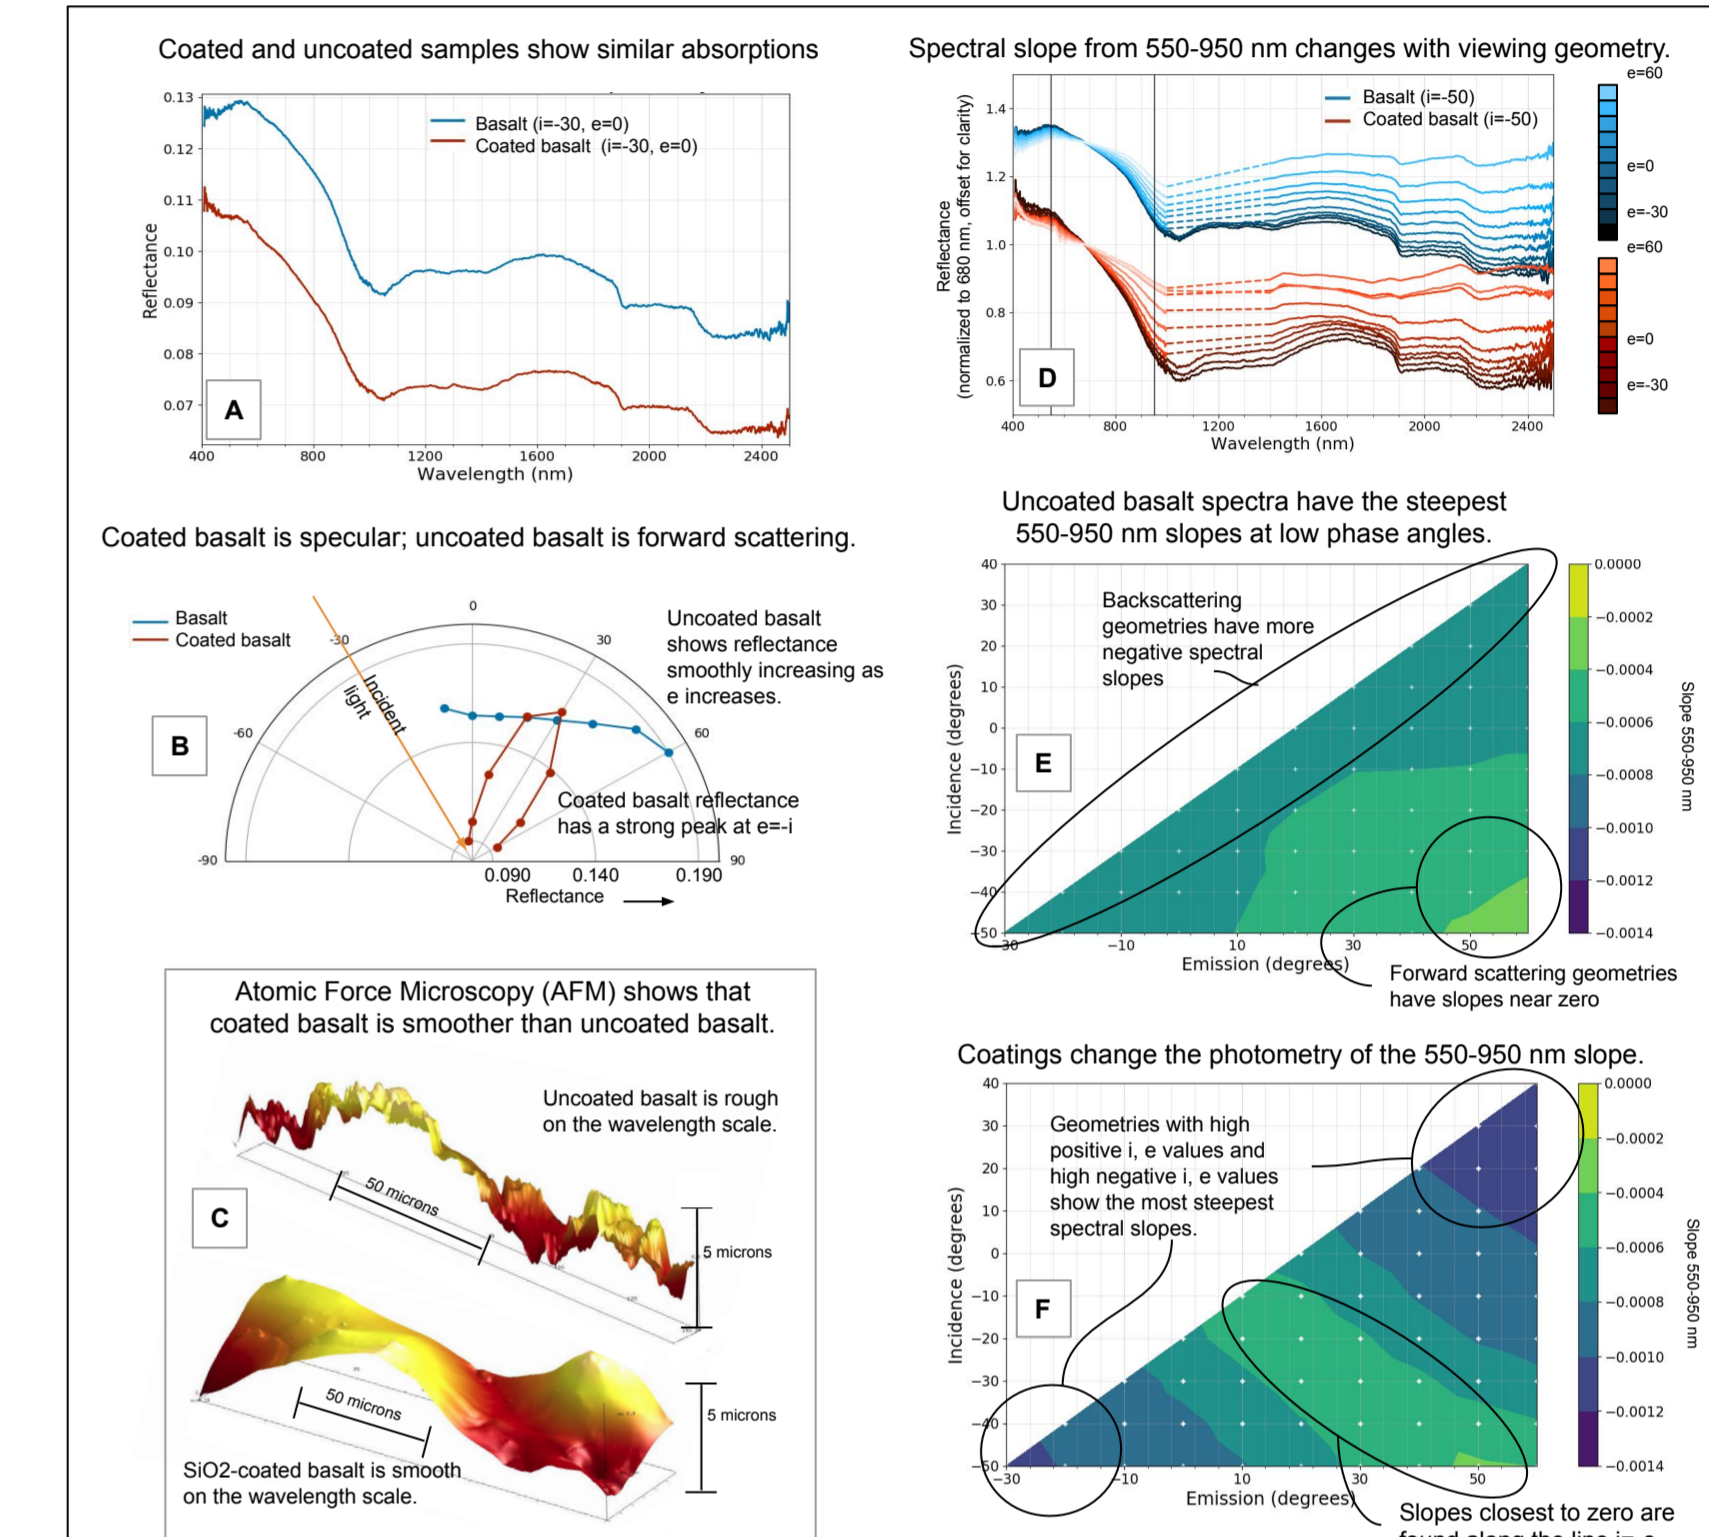 Coated and uncoated samples show similar absorptions
0.13
0.12
0.11
0.10
0.09
0.08
0.07
Reflectance
Basalt (i=-30, e=0)
Coated basalt (i=-30, e=0)
A
400
800
1200
1600
2000
2400
Wavelength (nm)
Spectral slope from 550-950 nm changes with viewing geometry.
1.4
1.2
1.0
0.8
0.6
Reflectance
(normalized to 680 nm, offset for clarity)
Basalt (i=-50)
Coated basalt (i=-50)
D
400
800
1200
1600
2000
2400
Wavelength (nm)
e=60
e=0
e=-30
e=60
e=0
e=-30
Coated basalt is specular; uncoated basalt is forward scattering.
Basalt
Coated basalt
B
-90
-60
-30
0
30
60
90
Incident
light
Uncoated basalt
shows reflectance
smoothly increasing as
e increases.
Coated basalt reflectance
has a strong peak at e=-i
0.090
0.140
0.190
Reflectance
Uncoated basalt spectra have the steepest
550-950 nm slopes at low phase angles.
40
30
20
10
0
−10
−20
−30
−40
−50
Incidence (degrees)
Backscattering
geometries have more
negative spectral
slopes
E
−30
−10
10
30
50
Emission (degrees)
0.0000
−0.0002
−0.0004
−0.0006
−0.0008
−0.0010
−0.0012
−0.0014
Slope 550-950 nm
Forward scattering geometries
have slopes near zero
Atomic Force Microscopy (AFM) shows that
coated basalt is smoother than uncoated basalt.
Uncoated basalt is rough
on the wavelength scale.
50 microns
5 microns
C
50 microns
5 microns
SiO2-coated basalt is smooth
on the wavelength scale.
Coatings change the photometry of the 550-950 nm slope.
40
30
20
10
0
−10
−20
−30
−40
−50
Incidence (degrees)
Geometries with high
positive i, e values and
high negative i, e values
show the most steepest
spectral slopes.
F
−30
−10
10
30
50
Emission (degrees)
0.0000
−0.0002
−0.0004
−0.0006
−0.0008
−0.0010
−0.0012
−0.0014
Slope 550-950 nm
Slopes closest to zero are
found along the line i=-e